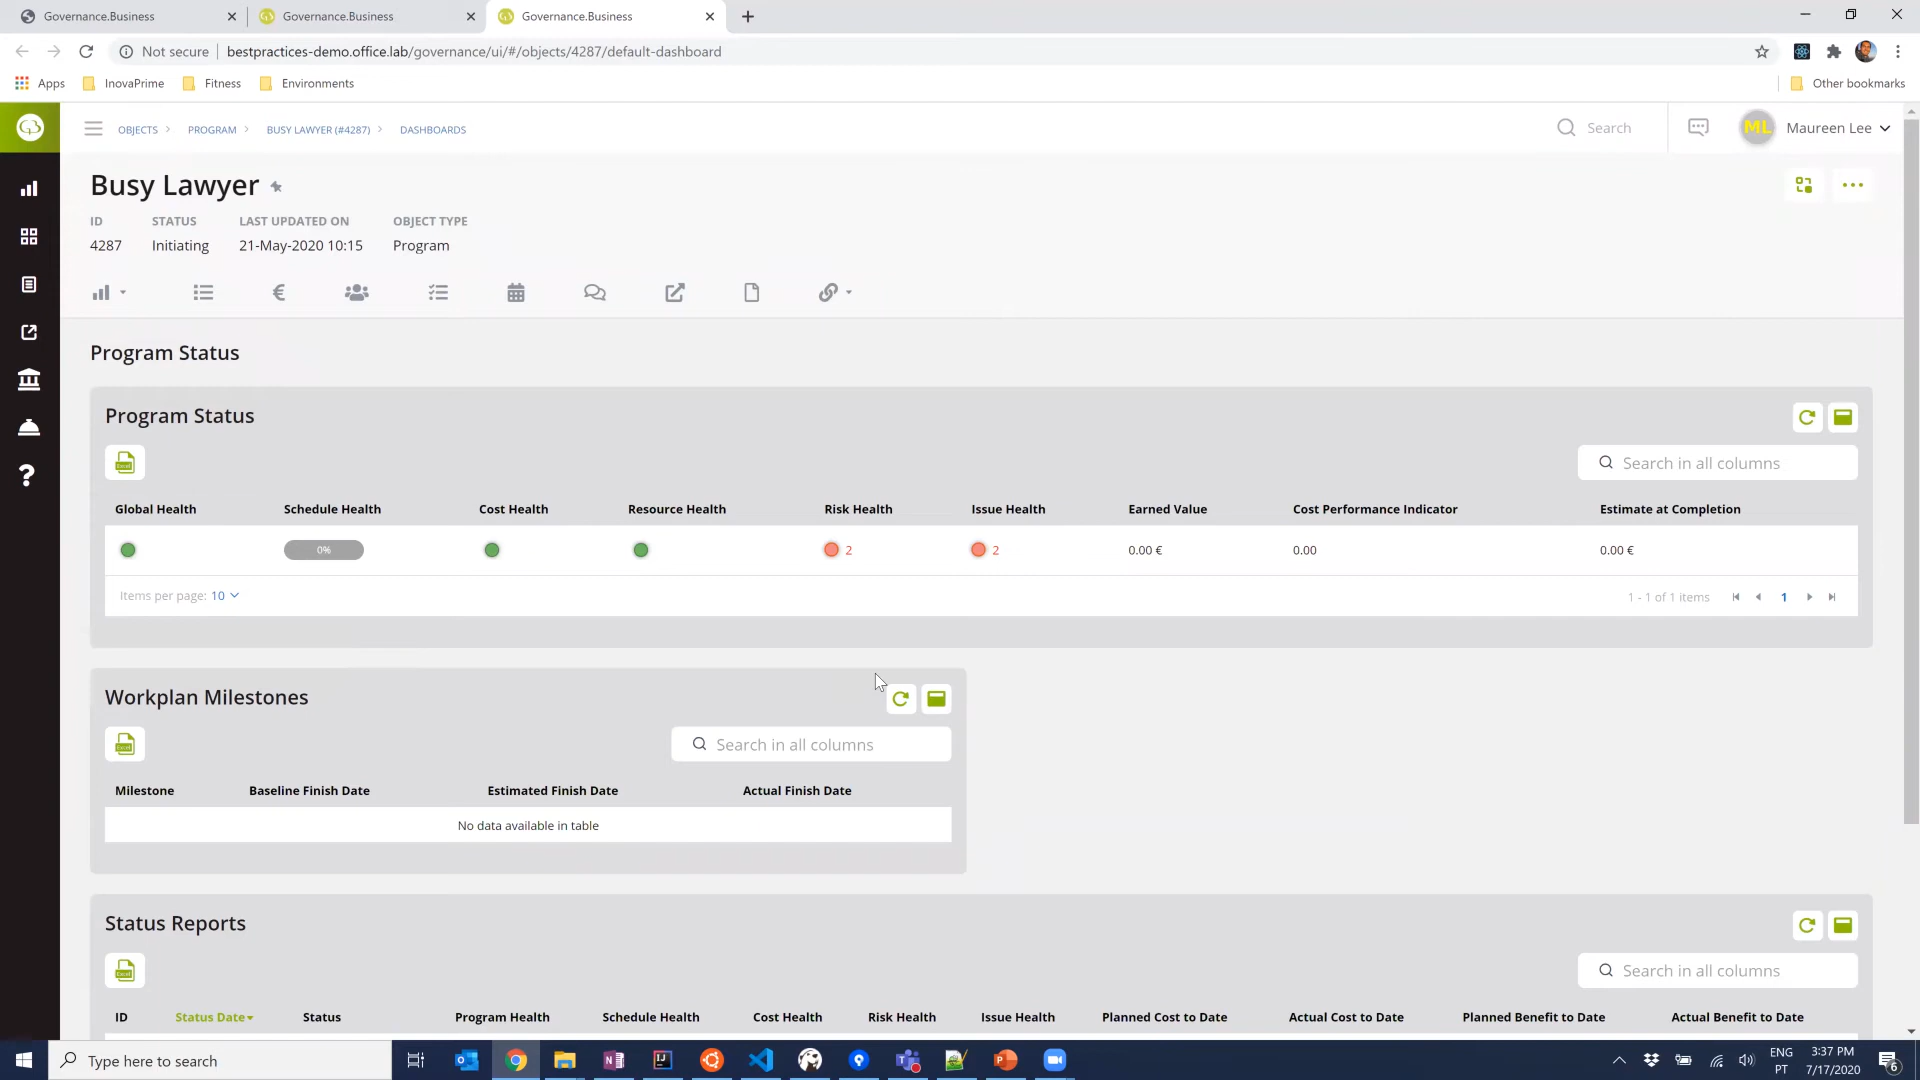 Governance.Business
Governance.Business
Governance.Business
Not secure
bestpractices-demo.office.lab/governance/ui/#/objects/4287/default-dashboard
Apps
InovaPrime
Fitness
Environments
Other bookmarks
OBJECTS
PROGRAM
BUSY LAWYER (#4287)
DASHBOARDS
Search
ML
Maureen Lee
Busy Lawyer
ID
STATUS
LAST UPDATED ON
OBJECT TYPE
4287
Initiating
21-May-2020 10:15
Program
Program Status
Program Status
Search in all columns
Global Health
Schedule Health
Cost Health
Resource Health
Risk Health
Issue Health
Earned Value
Cost Performance Indicator
Estimate at Completion
0%
2
2
0.00 €
0.00
0.00 €
Items per page: 10
1 - 1 of 1 items
1
Workplan Milestones
Search in all columns
Milestone
Baseline Finish Date
Estimated Finish Date
Actual Finish Date
No data available in table
Status Reports
Search in all columns
ID
Status Date
Status
Program Health
Schedule Health
Cost Health
Risk Health
Issue Health
Planned Cost to Date
Actual Cost to Date
Planned Benefit to Date
Actual Benefit to Date
Type here to search
ENG
PT
3:37 PM
7/17/2020
6